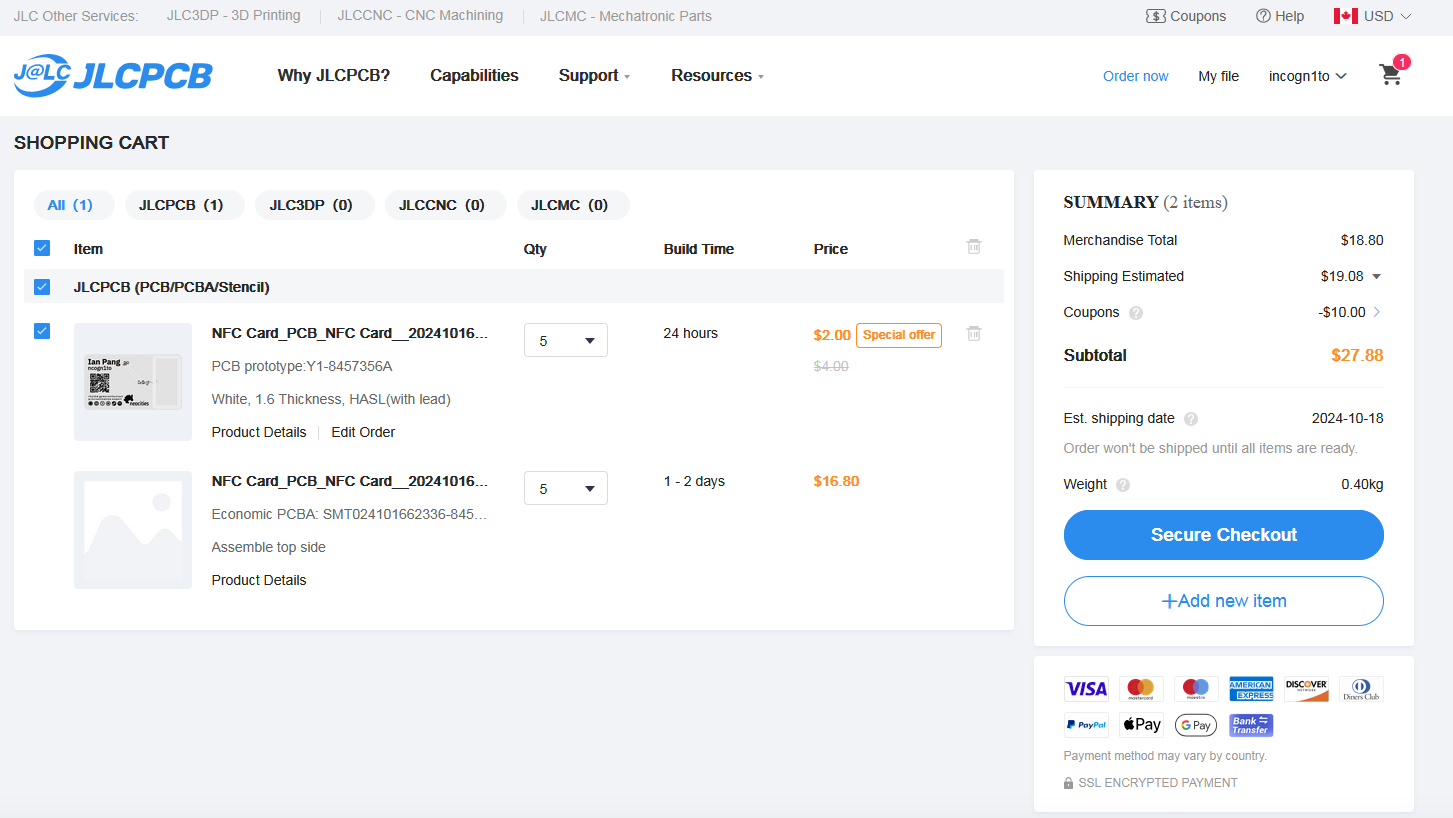 JLC Other Services: JLC3DP - 3D Printing JLCCNC - CNC Machining JLCMC - Mechatronic Parts Coupons Help USD
J@LC JLCPCB Why JLCPCB? Capabilities Support Resources Order now My file incogn1to 1
SHOPPING CART
All (1) JLCPCB (1) JLC3DP (0) JLCCNC (0) JLCMC (0)
Item Qty Build Time Price
JLCPCB (PCB/PCBA/Stencil)
Ian Pang
ncogn1to
neocities
NFC Card_PCB_NFC Card__20241016... 5 24 hours $2.00 Special offer
PCB prototype:Y1-8457356A $4.00
White, 1.6 Thickness, HASL(with lead)
Product Details Edit Order
NFC Card_PCB_NFC Card__20241016... 5 1 - 2 days $16.80
Economic PCBA: SMT024101662336-845...
Assemble top side
Product Details
SUMMARY (2 items)
Merchandise Total $18.80
Shipping Estimated $19.08
Coupons ? -$10.00
Subtotal $27.88
Est. shipping date ? 2024-10-18
Order won't be shipped until all items are ready.
Weight ? 0.40kg
Secure Checkout
+Add new item
VISA mastercard maestro AMERICAN EXPRESS DISCOVER NETWORK Diners Club
PayPal Pay G Pay Bank Transfer
Payment method may vary by country.
SSL ENCRYPTED PAYMENT